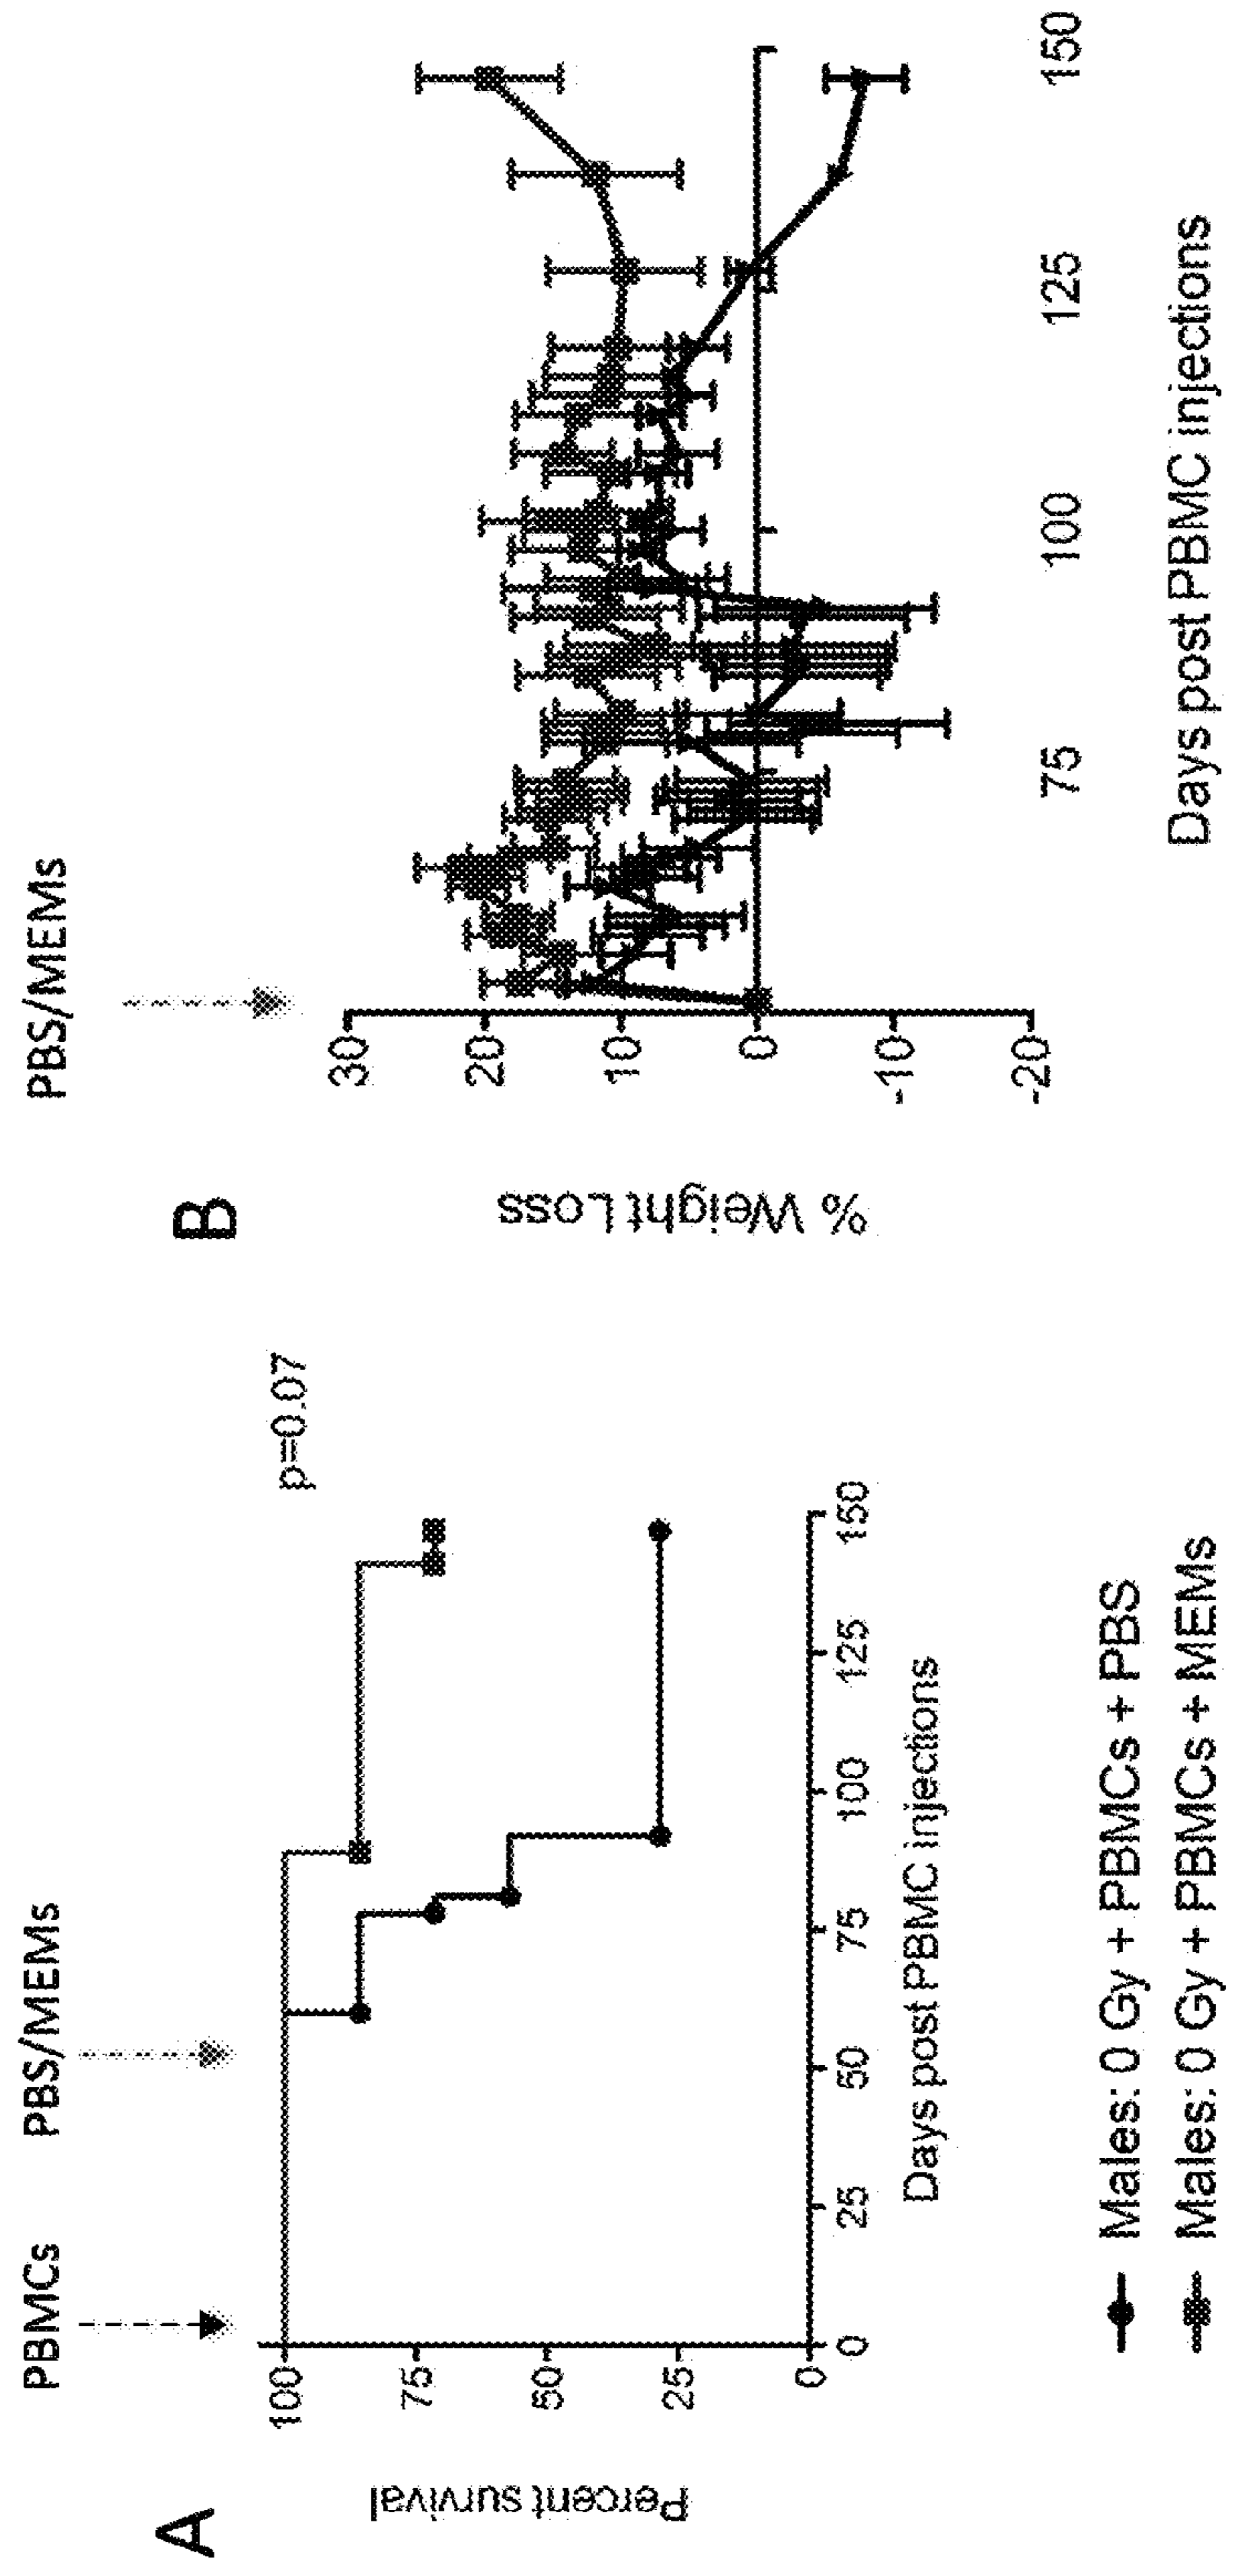 A
PBMCs
PBS/MEMs
p=0.07
Percent survival
100
75
50
25
0
0 25 50 75 100 125 150
Days post PBMC injections
B
PBS/MEMs
% Weight Loss
30
20
10
0
-10
-20
75 100 125 150
Days post PBMC injections
Males: 0 Gy + PBMCs + PBS
Males: 0 Gy + PBMCs + MEMs